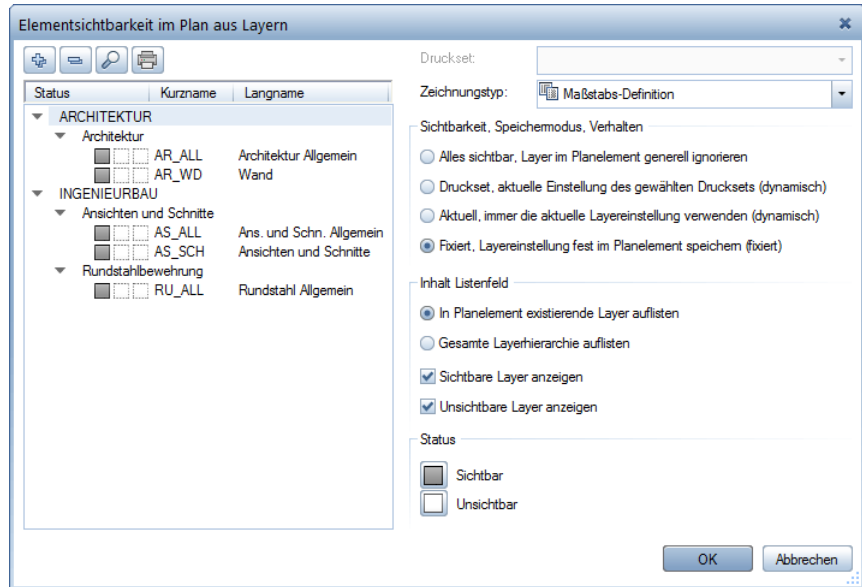 Elementsichtbarkeit im Plan aus Layern
Druckset:
Zeichnungstyp: Maßstabs-Definition
Status Kurzname Langname
ARCHITEKTUR
Architektur
AR_ALL Architektur Allgemein
AR_WD Wand
INGENIEURBAU
Ansichten und Schnitte
AS_ALL Ans. und Schn. Allgemein
AS_SCH Ansichten und Schnitte
Rundstahlbewehrung
RU_ALL Rundstahl Allgemein
Sichtbarkeit, Speichermodus, Verhalten
Alles sichtbar, Layer im Planelement generell ignorieren
Druckset, aktuelle Einstellung des gewählten Drucksets (dynamisch)
Aktuell, immer die aktuelle Layereinstellung verwenden (dynamisch)
Fixiert, Layereinstellung fest im Planelement speichern (fixiert)
Inhalt Listenfeld
In Planelement existierende Layer auflisten
Gesamte Layerhierarchie auflisten
Sichtbare Layer anzeigen
Unsichtbare Layer anzeigen
Status
Sichtbar
Unsichtbar
OK Abbrechen